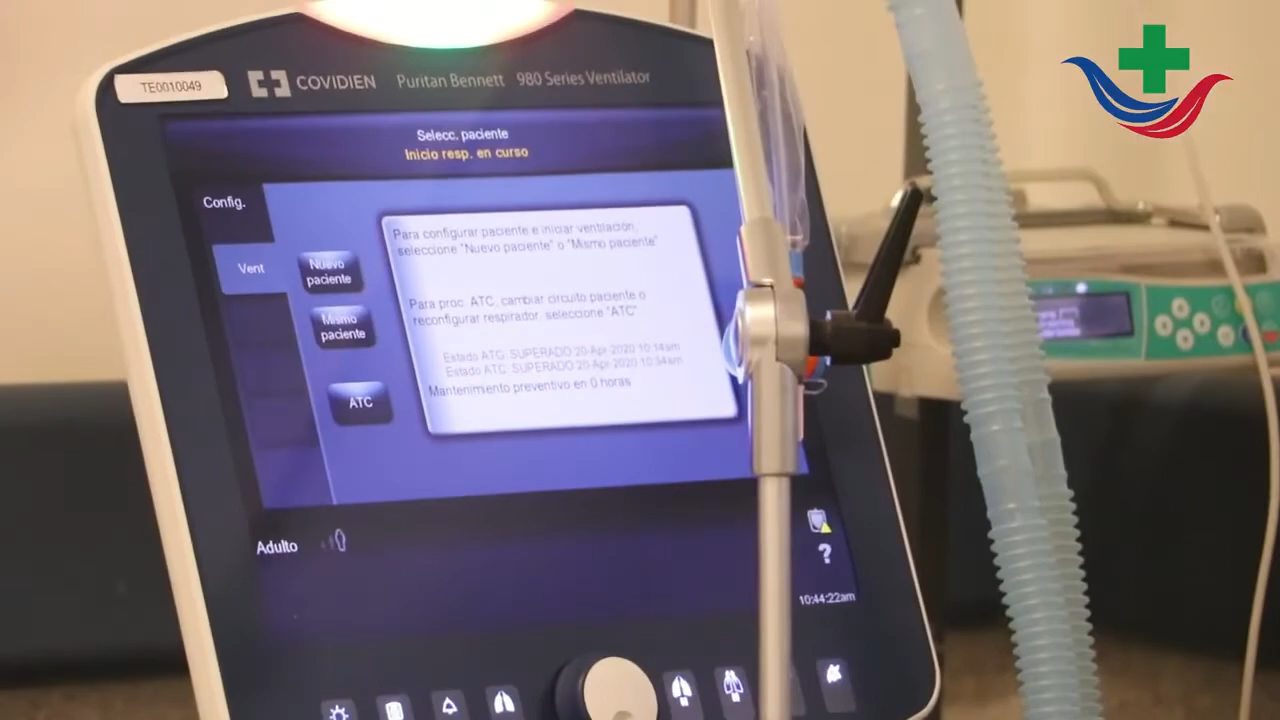 TE0010049
COVIDIEN Puritan Bennett 980 Series Ventilator
Selecc. paciente
Inicio resp. en curso
Config.
Vent
Nuevo
paciente
Mismo
paciente
ATC
Para configurar paciente e iniciar ventilación,
seleccione "Nuevo paciente" o "Mismo paciente"
Para proc. ATC, cambiar circuito paciente o
reconfigurar respirador, seleccione "ATC"
Estado ATC: SUPERADO 20-Apr-2020 10:14am
Estado ATC: SUPERADO 20-Apr-2020 10:34am
Mantenimiento preventivo en 0 horas
Adulto
?
10:44:22am